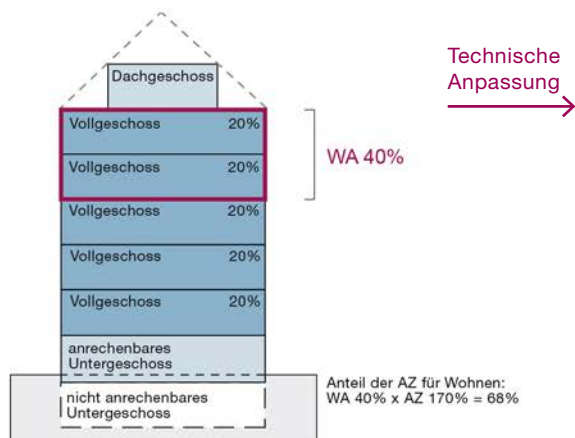 Technische
Anpassung
Dachgeschoss
Vollgeschoss 20%
Vollgeschoss 20%
WA 40%
Vollgeschoss 20%
Vollgeschoss 20%
Vollgeschoss 20%
anrechenbares
Untergeschoss
nicht anrechenbares
Untergeschoss
Anteil der AZ für Wohnen:
WA 40% x AZ 170% = 68%